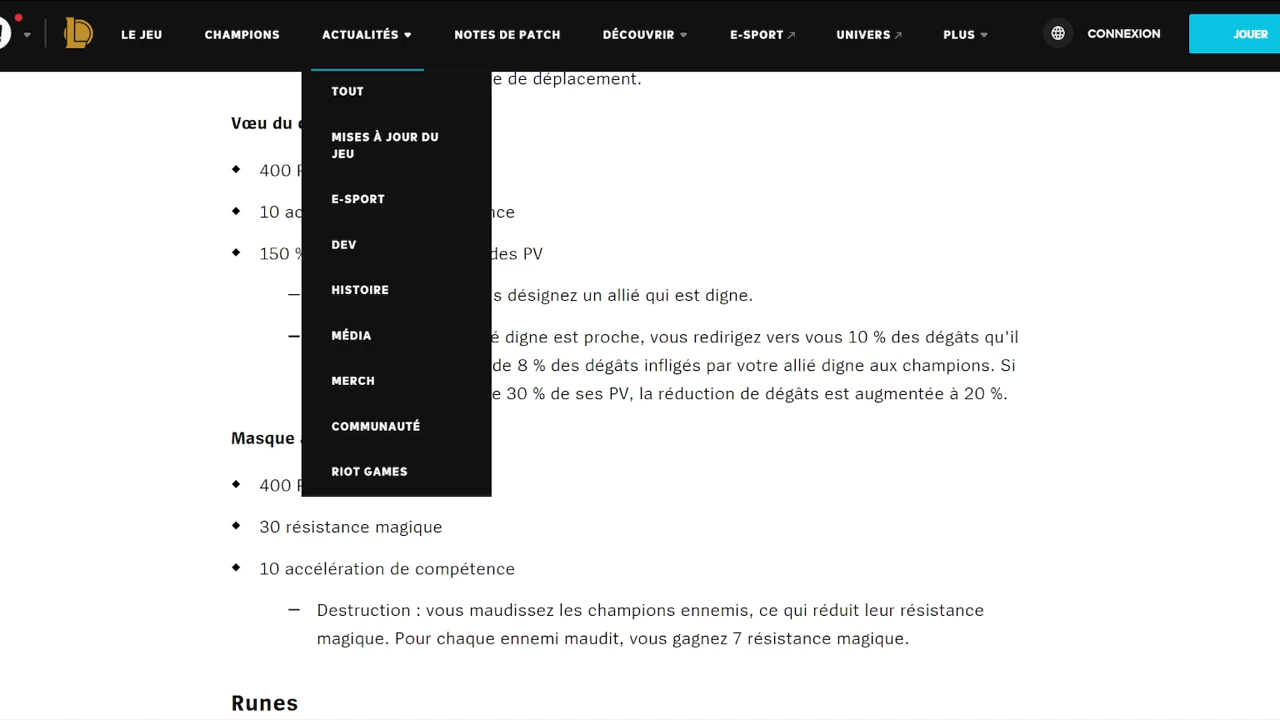 LE JEU CHAMPIONS ACTUALITÉS NOTES DE PATCH DÉCOUVRIR E-SPORT UNIVERS PLUS CONNEXION JOUER
TOUT
MISES À JOUR DU
JEU
E-SPORT
DEV
HISTOIRE
MÉDIA
MERCH
COMMUNAUTÉ
RIOT GAMES
de déplacement.
Vœu du
400
10
150 % des PV
désignez un allié qui est digne.
digne est proche, vous redirigez vers vous 10 % des dégâts qu'il
de 8 % des dégâts infligés par votre allié digne aux champions. Si
30 % de ses PV, la réduction de dégâts est augmentée à 20 %.
Masque
400
30 résistance magique
10 accélération de compétence
Destruction : vous maudissez les champions ennemis, ce qui réduit leur résistance
magique. Pour chaque ennemi maudit, vous gagnez 7 résistance magique.
Runes